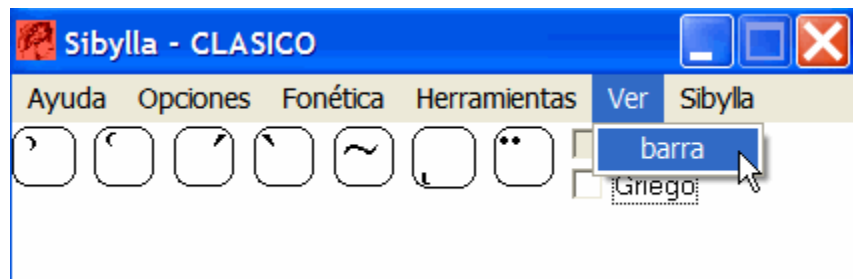 Sibylla - CLASICO
Ayuda Opciones Fonética Herramientas Ver Sibylla
barra
Griego